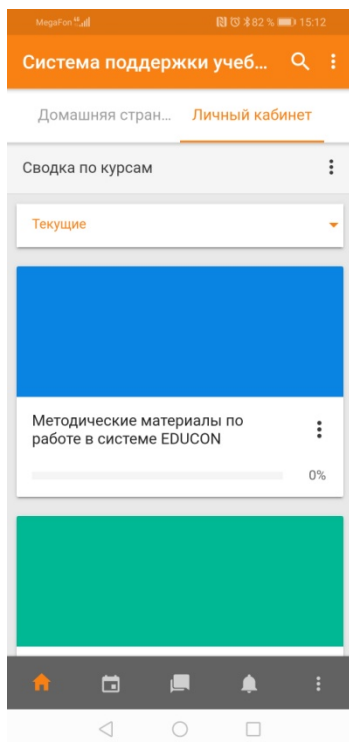 MegaFon 4G 82 % 15:12
Система поддержки учеб...
Домашняя стран... Личный кабинет
Сводка по курсам
Текущие
Методические материалы по
работе в системе EDUCON
0%